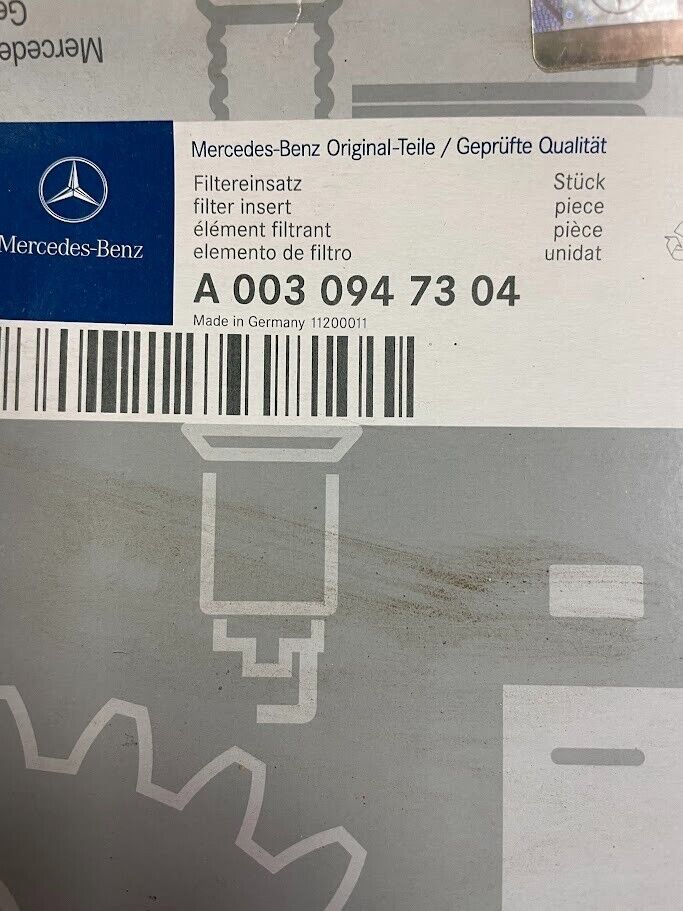 Mercedes-Benz Original-Teile / Geprüfte Qualität
Filtereinsatz Stück
filter insert piece
élément filtrant pièce
elemento de filtro unidat
A 003 094 73 04
Made in Germany 11200011
Mercedes-Benz